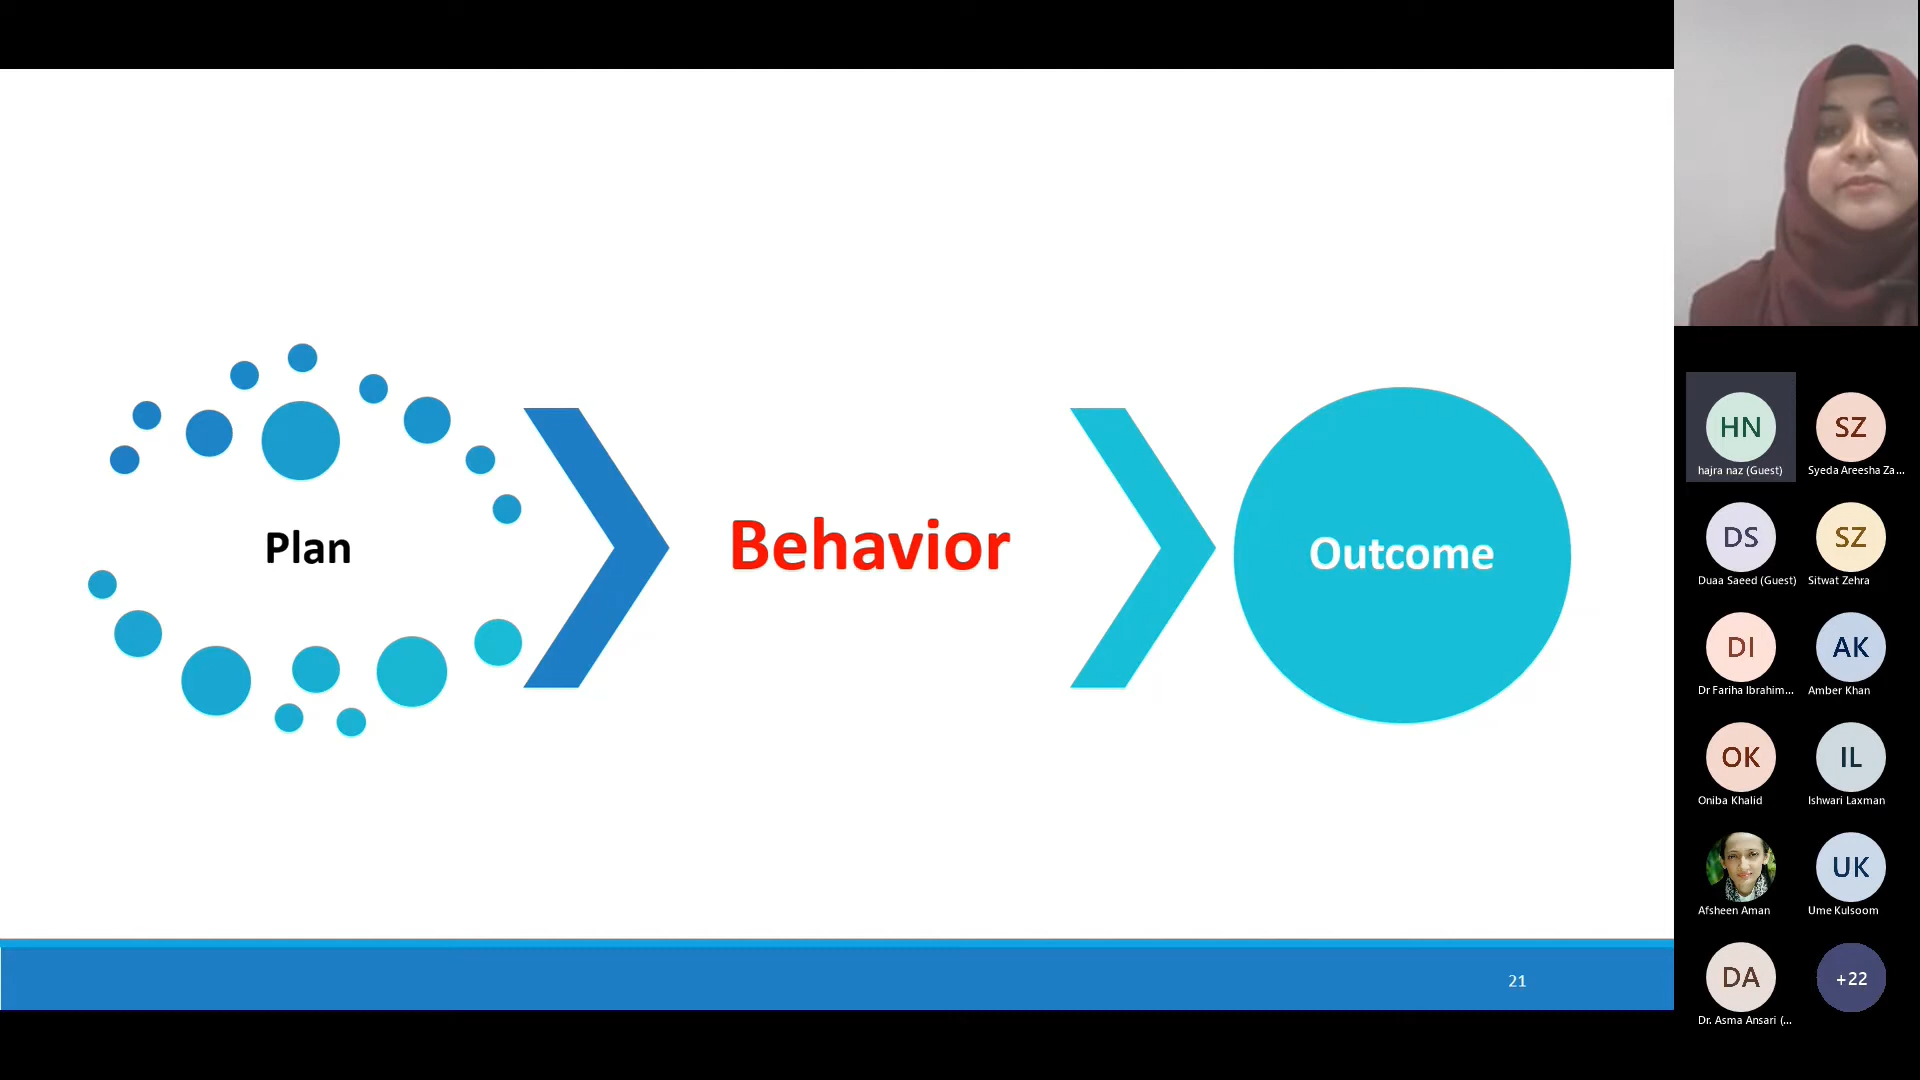 Plan
Behavior
Outcome
21
HN
hajra naz (Guest)
SZ
Syeda Areesha Za...
DS
Duaa Saeed (Guest)
SZ
Sitwat Zehra
DI
Dr Fariha Ibrahim...
AK
Amber Khan
OK
Oniba Khalid
IL
Ishwari Laxman
Afsheen Aman
UK
Ume Kulsoom
DA
Dr. Asma Ansari (...
+22